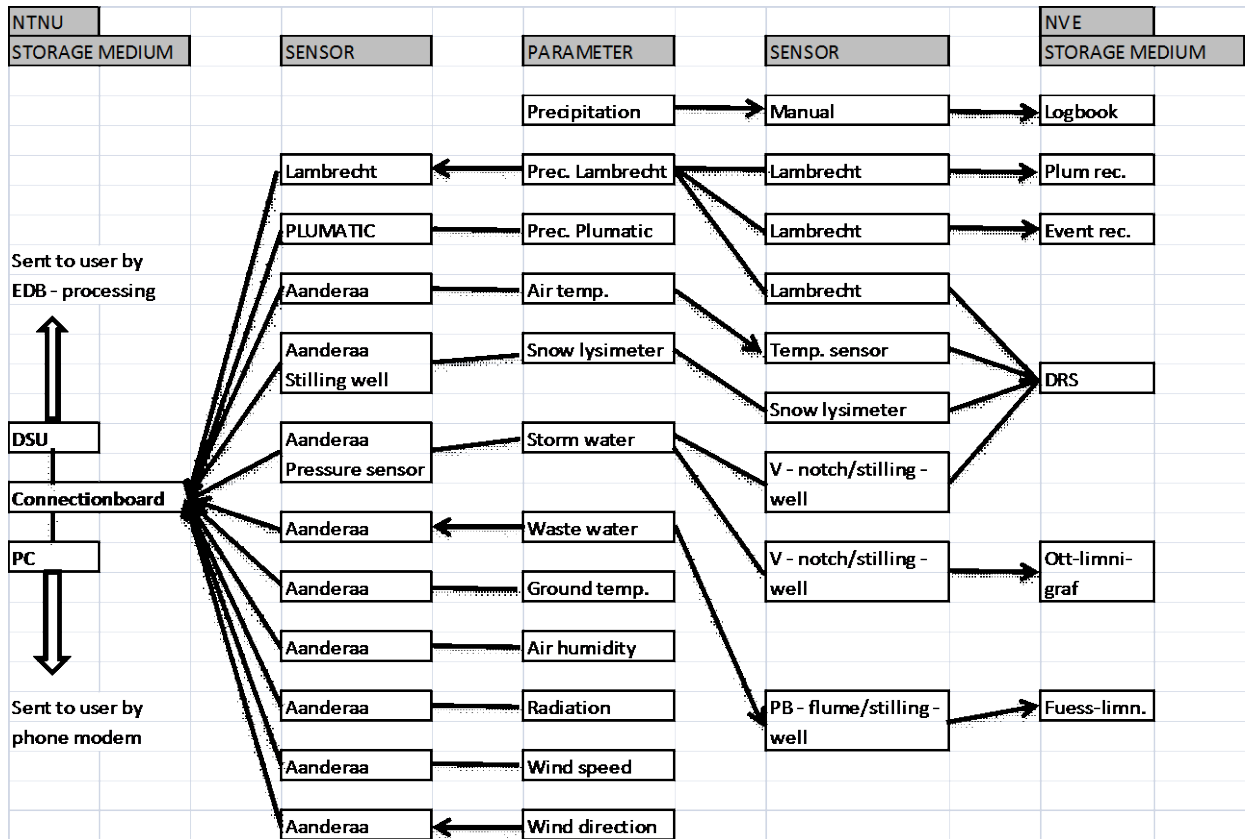 NTNU
NVE
STORAGE MEDIUM
SENSOR
PARAMETER
SENSOR
STORAGE MEDIUM
Precipitation
Manual
Logbook
Lambrecht
Prec. Lambrecht
Lambrecht
Plum rec.
PLUMATIC
Prec. Plumatic
Lambrecht
Event rec.
Sent to user by
EDB - processing
Aanderaa
Air temp.
Lambrecht
Aanderaa
Stilling well
Snow lysimeter
Temp. sensor
DRS
Snow lysimeter
DSU
Aanderaa
Pressure sensor
Storm water
V - notch/stilling -
well
Connectionboard
Aanderaa
Waste water
PC
V - notch/stilling -
well
Ott-limni-
graf
Aanderaa
Ground temp.
Aanderaa
Air humidity
Sent to user by
phone modem
Aanderaa
Radiation
PB - flume/stilling -
well
Fuess-limn.
Aanderaa
Wind speed
Aanderaa
Wind direction